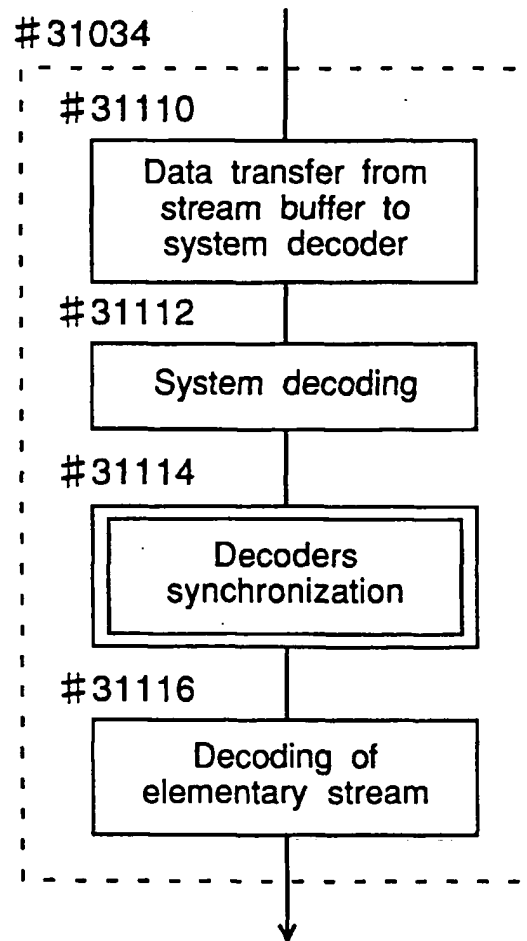 #31034
#31110
Data transfer from
stream buffer to
system decoder
#31112
System decoding
#31114
Decoders
synchronization
#31116
Decoding of
elementary stream